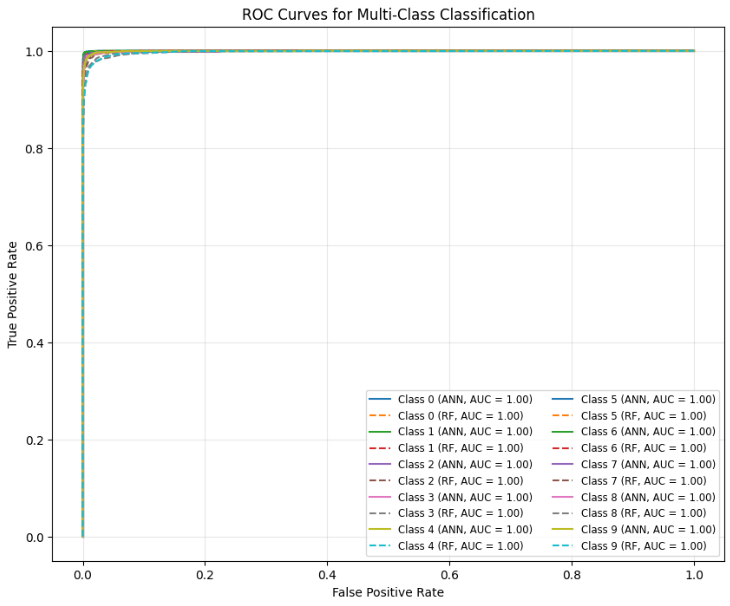 ROC Curves for Multi-Class Classification
True Positive Rate
1.0
0.8
0.6
0.4
0.2
0.0
Class 0 (ANN, AUC = 1.00)
Class 0 (RF, AUC = 1.00)
Class 1 (ANN, AUC = 1.00)
Class 1 (RF, AUC = 1.00)
Class 2 (ANN, AUC = 1.00)
Class 2 (RF, AUC = 1.00)
Class 3 (ANN, AUC = 1.00)
Class 3 (RF, AUC = 1.00)
Class 4 (ANN, AUC = 1.00)
Class 4 (RF, AUC = 1.00)
Class 5 (ANN, AUC = 1.00)
Class 5 (RF, AUC = 1.00)
Class 6 (ANN, AUC = 1.00)
Class 6 (RF, AUC = 1.00)
Class 7 (ANN, AUC = 1.00)
Class 7 (RF, AUC = 1.00)
Class 8 (ANN, AUC = 1.00)
Class 8 (RF, AUC = 1.00)
Class 9 (ANN, AUC = 1.00)
Class 9 (RF, AUC = 1.00)
0.0 0.2 0.4 0.6 0.8 1.0
False Positive Rate